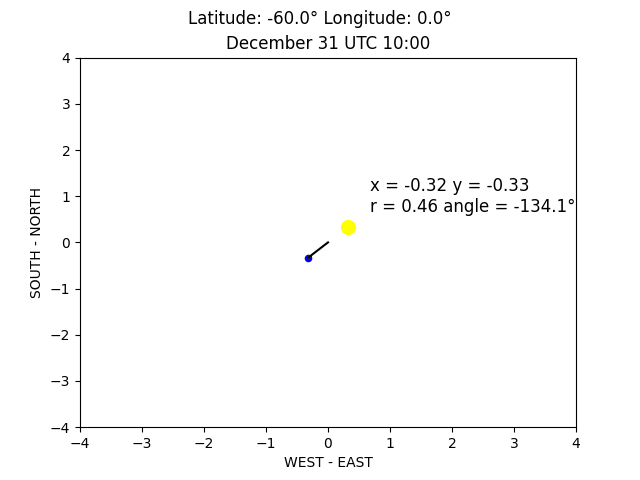 Latitude: -60.0° Longitude: 0.0°
December 31 UTC 10:00
4
3
2
1
0
−1
−2
−3
−4
SOUTH - NORTH
x = -0.32 y = -0.33
r = 0.46 angle = -134.1°
−4 −3 −2 −1 0 1 2 3 4
WEST - EAST